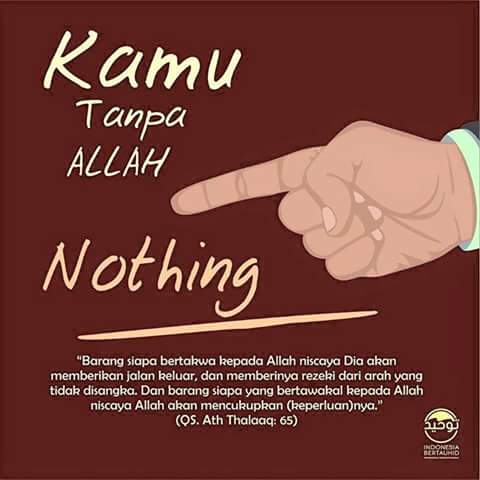 Kamu
Tanpa
ALLAH
Nothing
“Barang siapa bertakwa kepada Allah niscaya Dia akan
memberikan jalan keluar, dan memberinya rezeki dari arah yang
tidak disangka. Dan barang siapa yang bertawakal kepada Allah
niscaya Allah akan mencukupkan (keperluan)nya.”
(QS. Ath Thalaaq: 65)
توحيد
INDONESIA
BERTAUHID